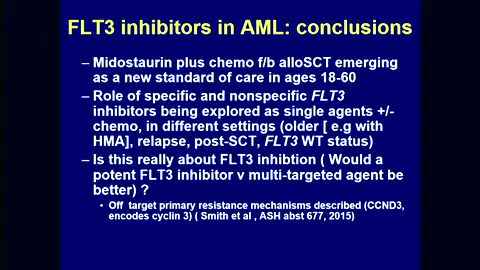 FLT3 inhibitors in AML: conclusions
– Midostaurin plus chemo f/b alloSCT emerging
as a new standard of care in ages 18-60
– Role of specific and nonspecific FLT3
inhibitors being explored as single agents +/-
chemo, in different settings (older [ e.g with
HMA], relapse, post-SCT, FLT3 WT status)
– Is this really about FLT3 inhibtion ( Would a
potent FLT3 inhibitor v multi-targeted agent be
better) ?
• Off target primary resistance mechanisms described (CCND3,
encodes cyclin 3) ( Smith et al , ASH abst 677, 2015)